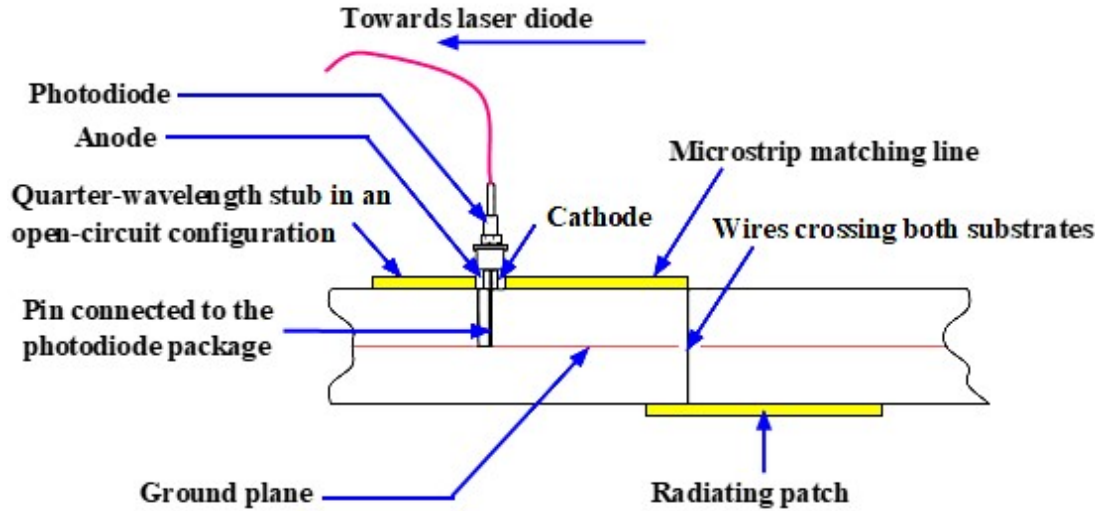 Towards laser diode
Photodiode
Anode
Microstrip matching line
Quarter-wavelength stub in an
open-circuit configuration
Cathode
Wires crossing both substrates
Pin connected to the
photodiode package
Ground plane
Radiating patch